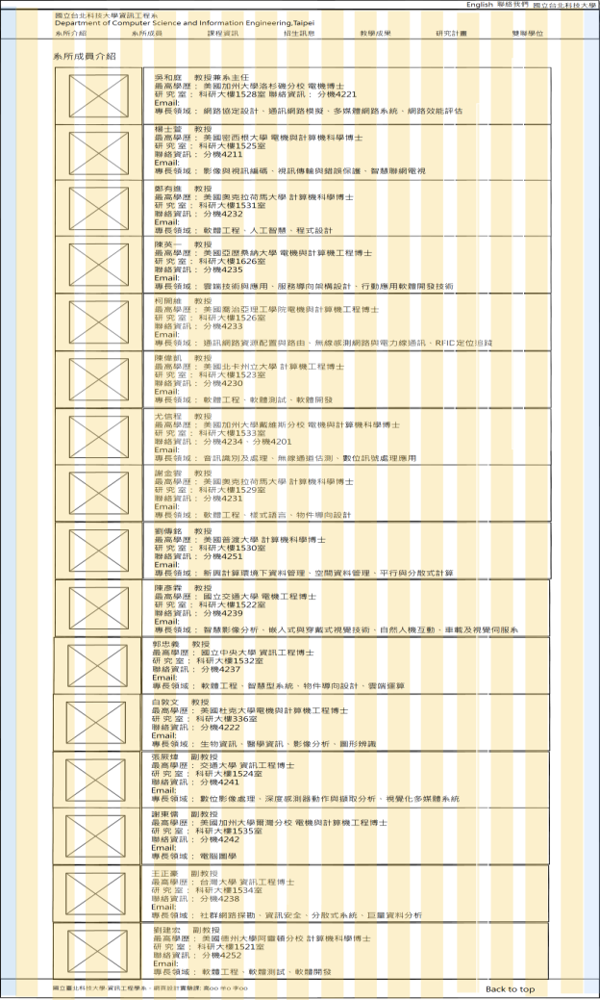 English 聯絡我們 國立台北科技大學
國立台北科技大學資訊工程系
Department of Computer Science and Information Engineering,Taipei
系所介紹 系所成員 課程資訊 招生訊息 教學成果 研究計畫 雙聯學位
系所成員介紹
吳和庭 教授兼系主任
最高學歷： 美國加州大學洛杉磯分校 電機博士
研 究 室： 科研大樓1528室 聯絡資訊： 分機4221
Email:
專長領域： 網路協定設計、通訊網路模擬、多媒體網路系統、網路效能評估
楊士萱 教授
最高學歷： 美國密西根大學 電機與計算機科學博士
研 究 室： 科研大樓1525室
聯絡資訊： 分機4211
Email:
專長領域： 影像與視訊編碼、視訊傳輸與錯誤保護、智慧聯網電視
鄭有進 教授
最高學歷： 美國奧克拉荷馬大學 計算機科學博士
研 究 室： 科研大樓1531室
聯絡資訊： 分機4232
Email:
專長領域： 軟體工程、人工智慧、程式設計
陳英一 教授
最高學歷： 美國亞歷桑納大學 電機與計算機工程博士
研 究 室： 科研大樓1626室
聯絡資訊： 分機4235
Email:
專長領域： 雲端技術與應用、服務導向架構設計、行動應用軟體開發技術
柯開維 教授
最高學歷： 美國喬治亞理工學院電機與計算機工程博士
研 究 室： 科研大樓1526室
聯絡資訊： 分機4233
Email:
專長領域： 通訊網路資源配置與路由、無線感測網路與電力線通訊、RFID定位追蹤
陳偉凱 教授
最高學歷： 美國北卡州立大學 計算機工程博士
研 究 室： 科研大樓1523室
聯絡資訊： 分機4230
Email:
專長領域： 軟體工程、軟體測試、軟體開發
尤信程 教授
最高學歷： 美國加州大學戴維斯分校 電機與計算機科學博士
研 究 室： 科研大樓1533室
聯絡資訊： 分機4234、分機4201
Email:
專長領域： 音訊識別及處理、無線通道估測、數位訊號處理應用
謝金雲 教授
最高學歷： 美國奧克拉荷馬大學 計算機科學博士
研 究 室： 科研大樓1529室
聯絡資訊： 分機4231
Email:
專長領域： 軟體工程、樣式語言、物件導向設計
劉傳銘 教授
最高學歷： 美國普渡大學 計算機科學博士
研 究 室： 科研大樓1530室
聯絡資訊： 分機4251
Email:
專長領域： 新興計算環境下資料管理、空間資料管理、平行與分散式計算
陳彥霖 教授
最高學歷： 國立交通大學 電機工程博士
研 究 室： 科研大樓1522室
聯絡資訊： 分機4239
Email:
專長領域： 智慧影像分析、嵌入式與穿戴式視覺技術、自然人機互動、車載及視覺伺服系
郭忠義 教授
最高學歷： 國立中央大學 資訊工程博士
研 究 室： 科研大樓1532室
聯絡資訊： 分機4237
Email:
專長領域： 軟體工程、智慧型系統、物件導向設計、雲端運算
白敦文 教授
最高學歷： 美國杜克大學電機與計算機工程博士
研 究 室： 科研大樓336室
聯絡資訊： 分機4222
Email:
專長領域： 生物資訊、醫學資訊、影像分析、圖形辨識
張厥煒 副教授
最高學歷： 交通大學 資訊工程博士
研 究 室： 科研大樓1524室
聯絡資訊： 分機4241
Email:
專長領域： 數位影像處理、深度感測器動作與擷取分析、視覺化多媒體系統
謝東儒 副教授
最高學歷： 美國加州大學爾灣分校 電機與計算機工程博士
研 究 室： 科研大樓1535室
聯絡資訊： 分機4242
Email:
專長領域： 電腦圖學
王正豪 副教授
最高學歷： 台灣大學 資訊工程博士
研 究 室： 科研大樓1534室
聯絡資訊： 分機4238
Email:
專長領域： 社群網路探勘、資訊安全、分散式系統、巨量資料分析
劉建宏 副教授
最高學歷： 美國德州大學阿靈頓分校 計算機科學博士
研 究 室： 科研大樓1521室
聯絡資訊： 分機4252
Email:
專長領域： 軟體工程、軟體測試、軟體開發
國立臺北科技大學 資訊工程學系，網頁設計實驗課: 袁oo 牟o 李oo
Back to top